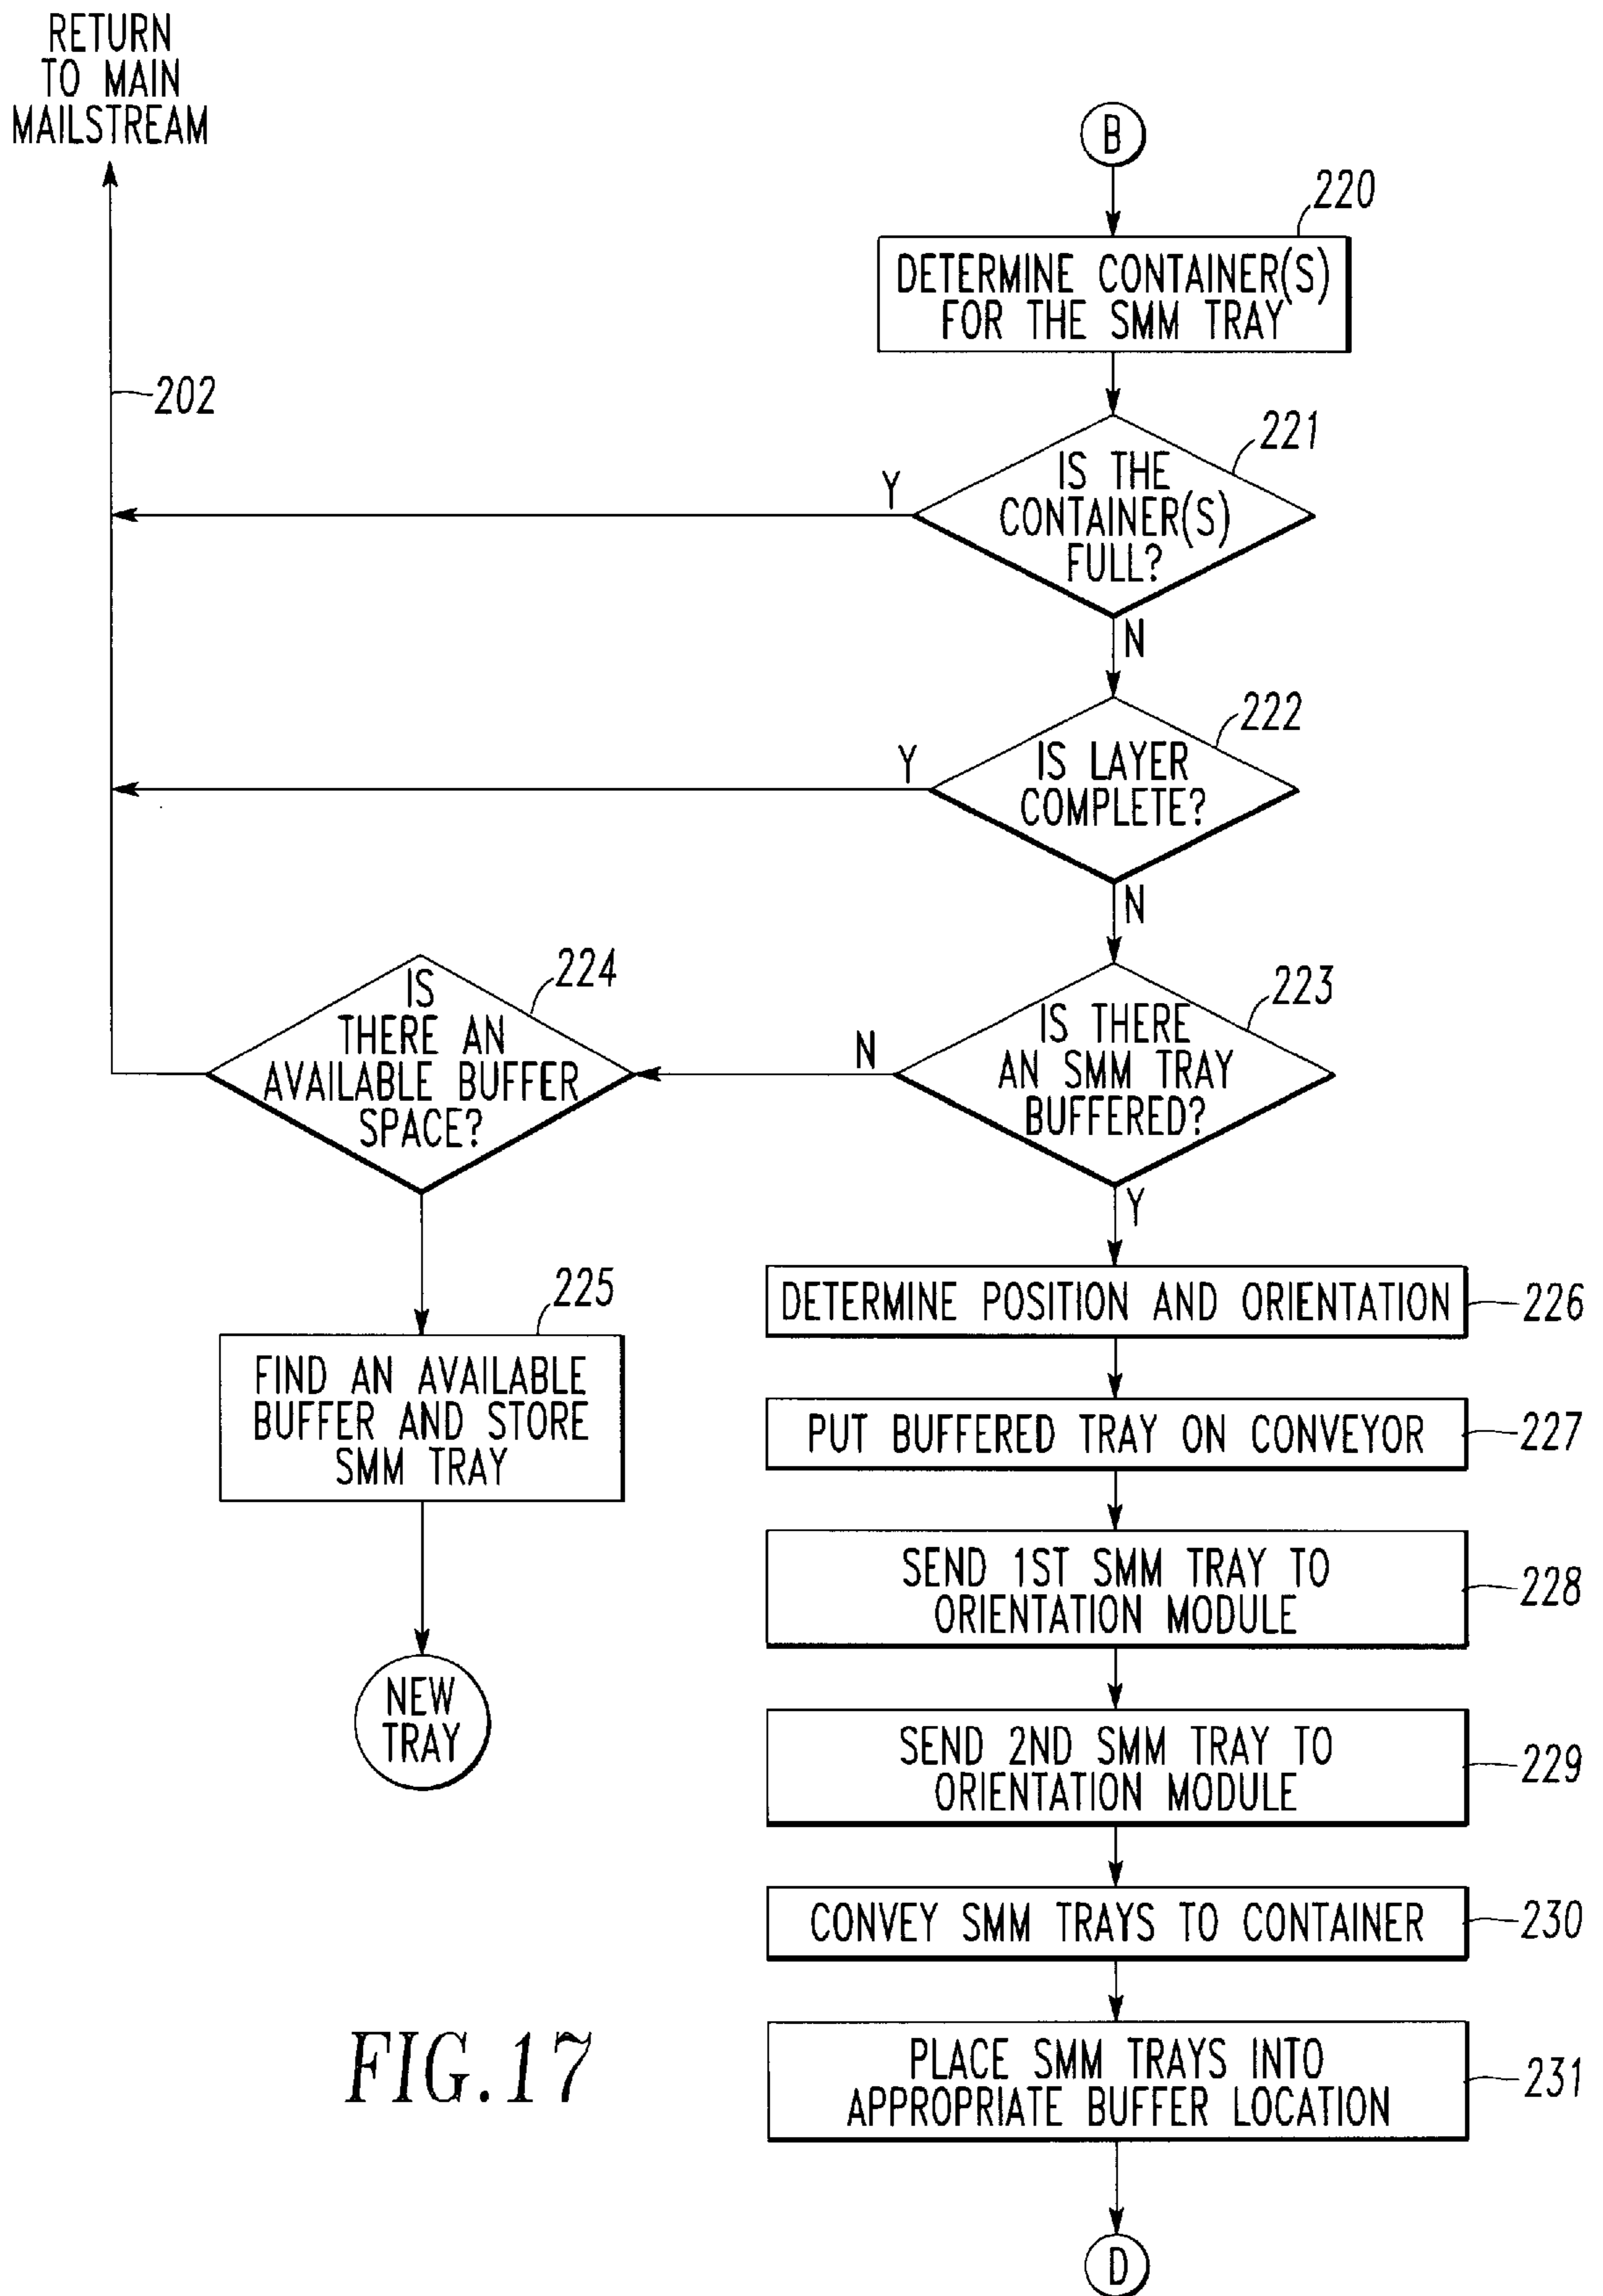 RETURN
TO MAIN
MAILSTREAM
B
220
DETERMINE CONTAINER(S)
FOR THE SMM TRAY
202
221
IS THE
CONTAINER(S)
FULL?
Y
N
222
IS LAYER
COMPLETE?
Y
N
223
IS THERE
AN SMM TRAY
BUFFERED?
N
Y
224
IS
THERE AN
AVAILABLE BUFFER
SPACE?
225
FIND AN AVAILABLE
BUFFER AND STORE
SMM TRAY
NEW
TRAY
DETERMINE POSITION AND ORIENTATION
226
PUT BUFFERED TRAY ON CONVEYOR
227
SEND 1ST SMM TRAY TO
ORIENTATION MODULE
228
SEND 2ND SMM TRAY TO
ORIENTATION MODULE
229
CONVEY SMM TRAYS TO CONTAINER
230
PLACE SMM TRAYS INTO
APPROPRIATE BUFFER LOCATION
231
D
FIG.17